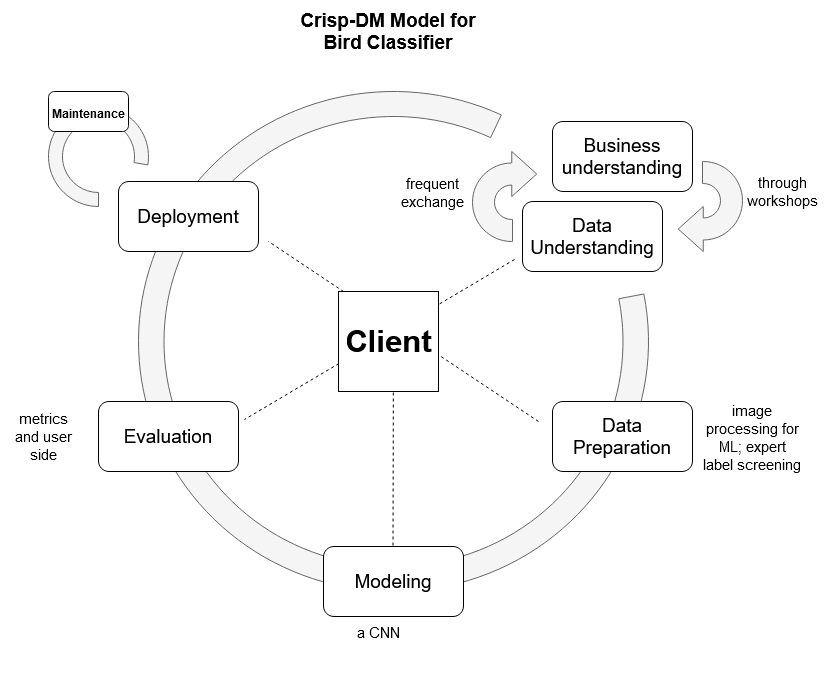 Crisp-DM Model for
Bird Classifier
Maintenance
Business
understanding
frequent
exchange
through
workshops
Deployment
Data
Understanding
Client
metrics
and user
side
Evaluation
Data
Preparation
image
processing for
ML; expert
label screening
Modeling
a CNN